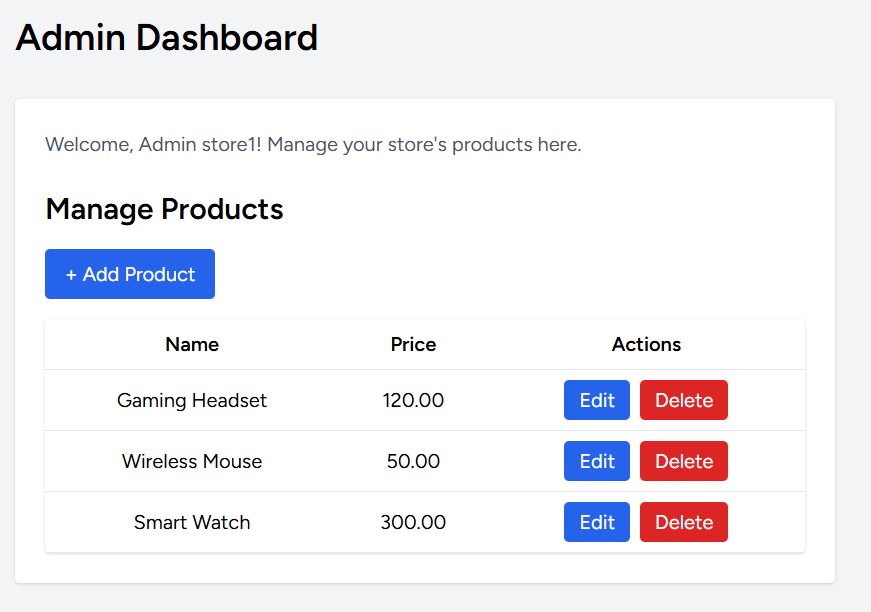 Admin Dashboard
Welcome, Admin store1! Manage your store's products here.
Manage Products
+ Add Product
Name Price Actions
Gaming Headset 120.00 Edit Delete
Wireless Mouse 50.00 Edit Delete
Smart Watch 300.00 Edit Delete